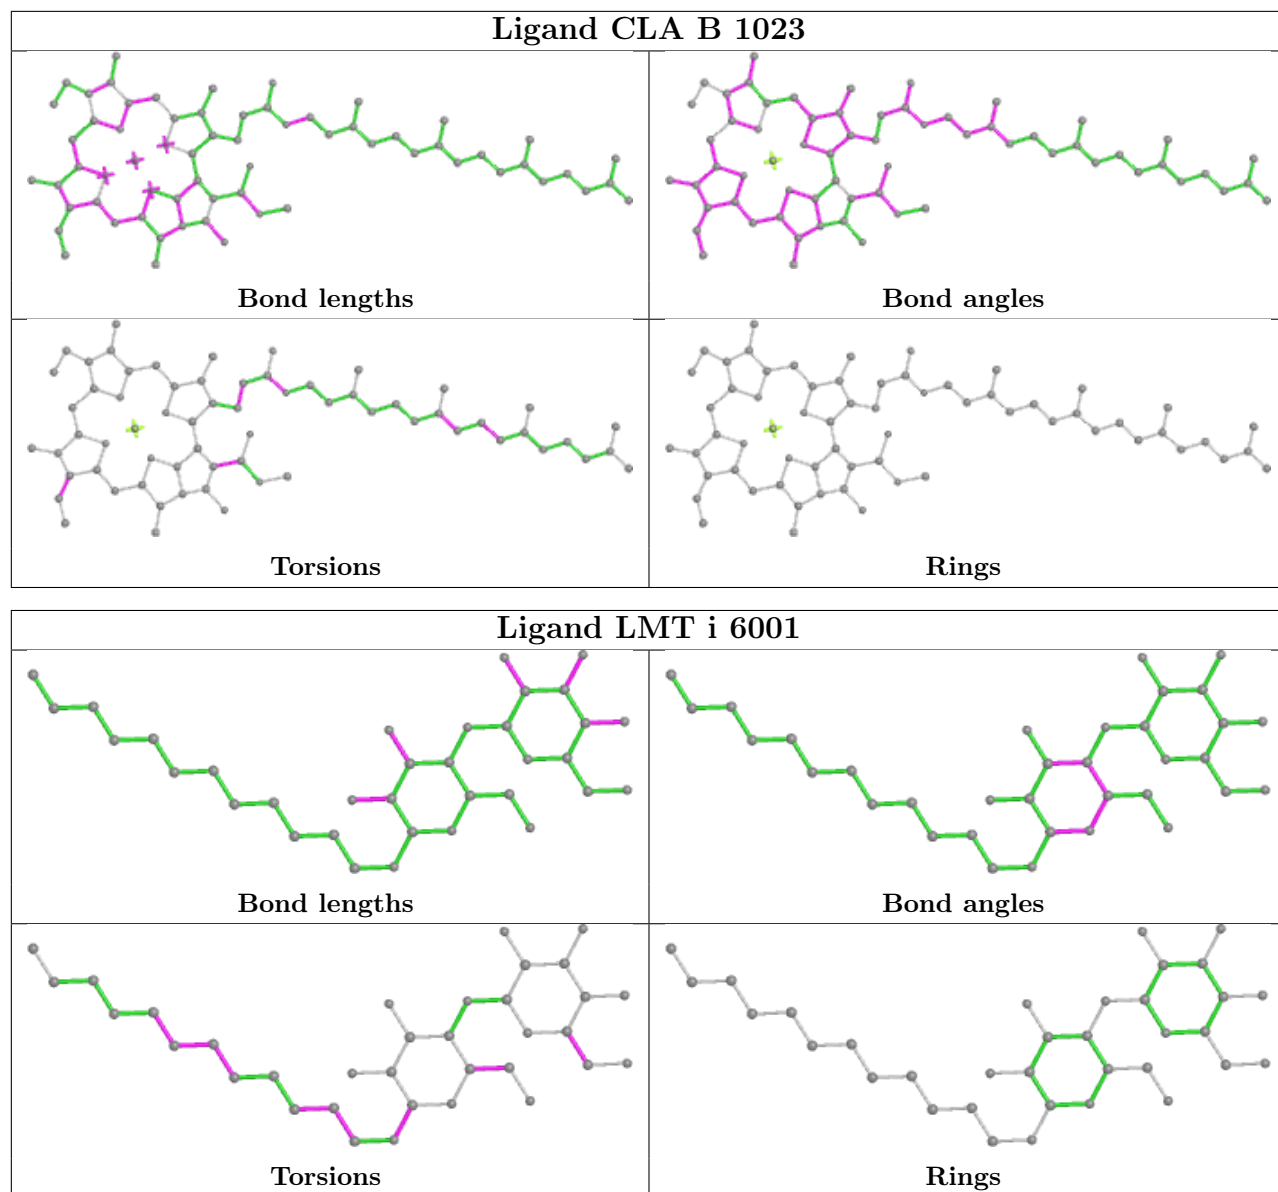 Ligand CLA B 1023
Bond lengths
Bond angles
Torsions
Rings
Ligand LMT i 6001
Bond lengths
Bond angles
Torsions
Rings